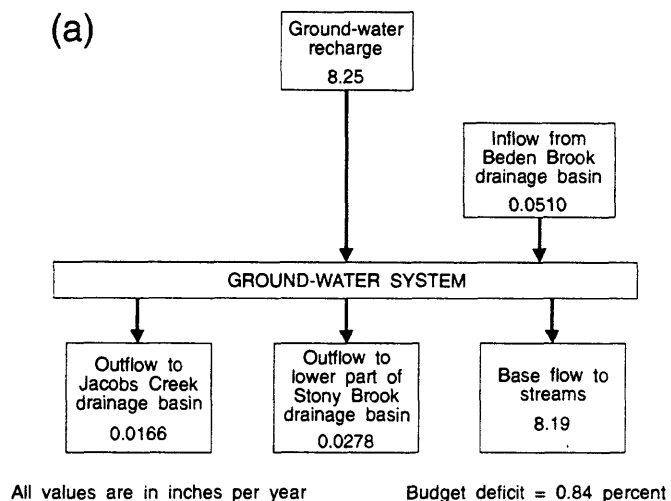 (a)
Ground-water
recharge
8.25
Inflow from
Beden Brook
drainage basin
0.0510
GROUND-WATER SYSTEM
Outflow to
Jacobs Creek
drainage basin
0.0166
Outflow to
lower part of
Stony Brook
drainage basin
0.0278
Base flow to
streams
8.19
All values are in inches per year
Budget deficit = 0.84 percent